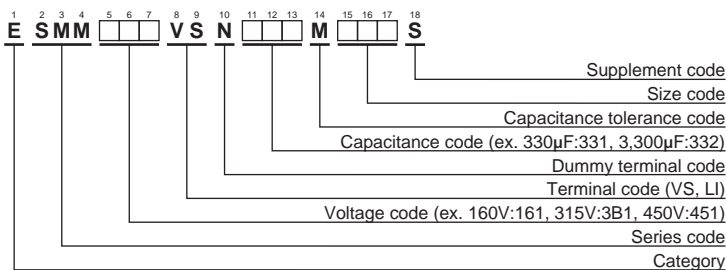 1 2 3 4 5 6 7 8 9 10 11 12 13 14 15 16 17 18
E SMM □□□ VS N □□□ M □□□ S
Supplement code
Size code
Capacitance tolerance code
Capacitance code (ex. 330µF:331, 3,300µF:332)
Dummy terminal code
Terminal code (VS, LI)
Voltage code (ex. 160V:161, 315V:3B1, 450V:451)
Series code
Category